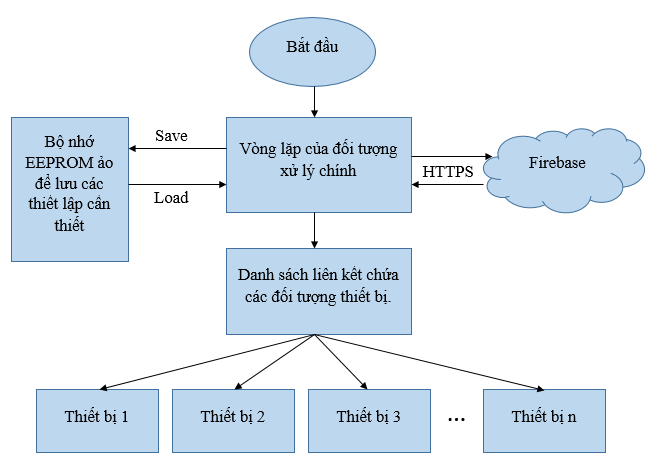 Bắt đầu
Bộ nhớ
EEPROM ảo
để lưu các
thiết lập cần
thiết
Save
Load
Vòng lặp của đối tượng
xử lý chính
HTTPS
Firebase
Danh sách liên kết chứa
các đối tượng thiết bị.
Thiết bị 1
Thiết bị 2
Thiết bị 3
...
Thiết bị n